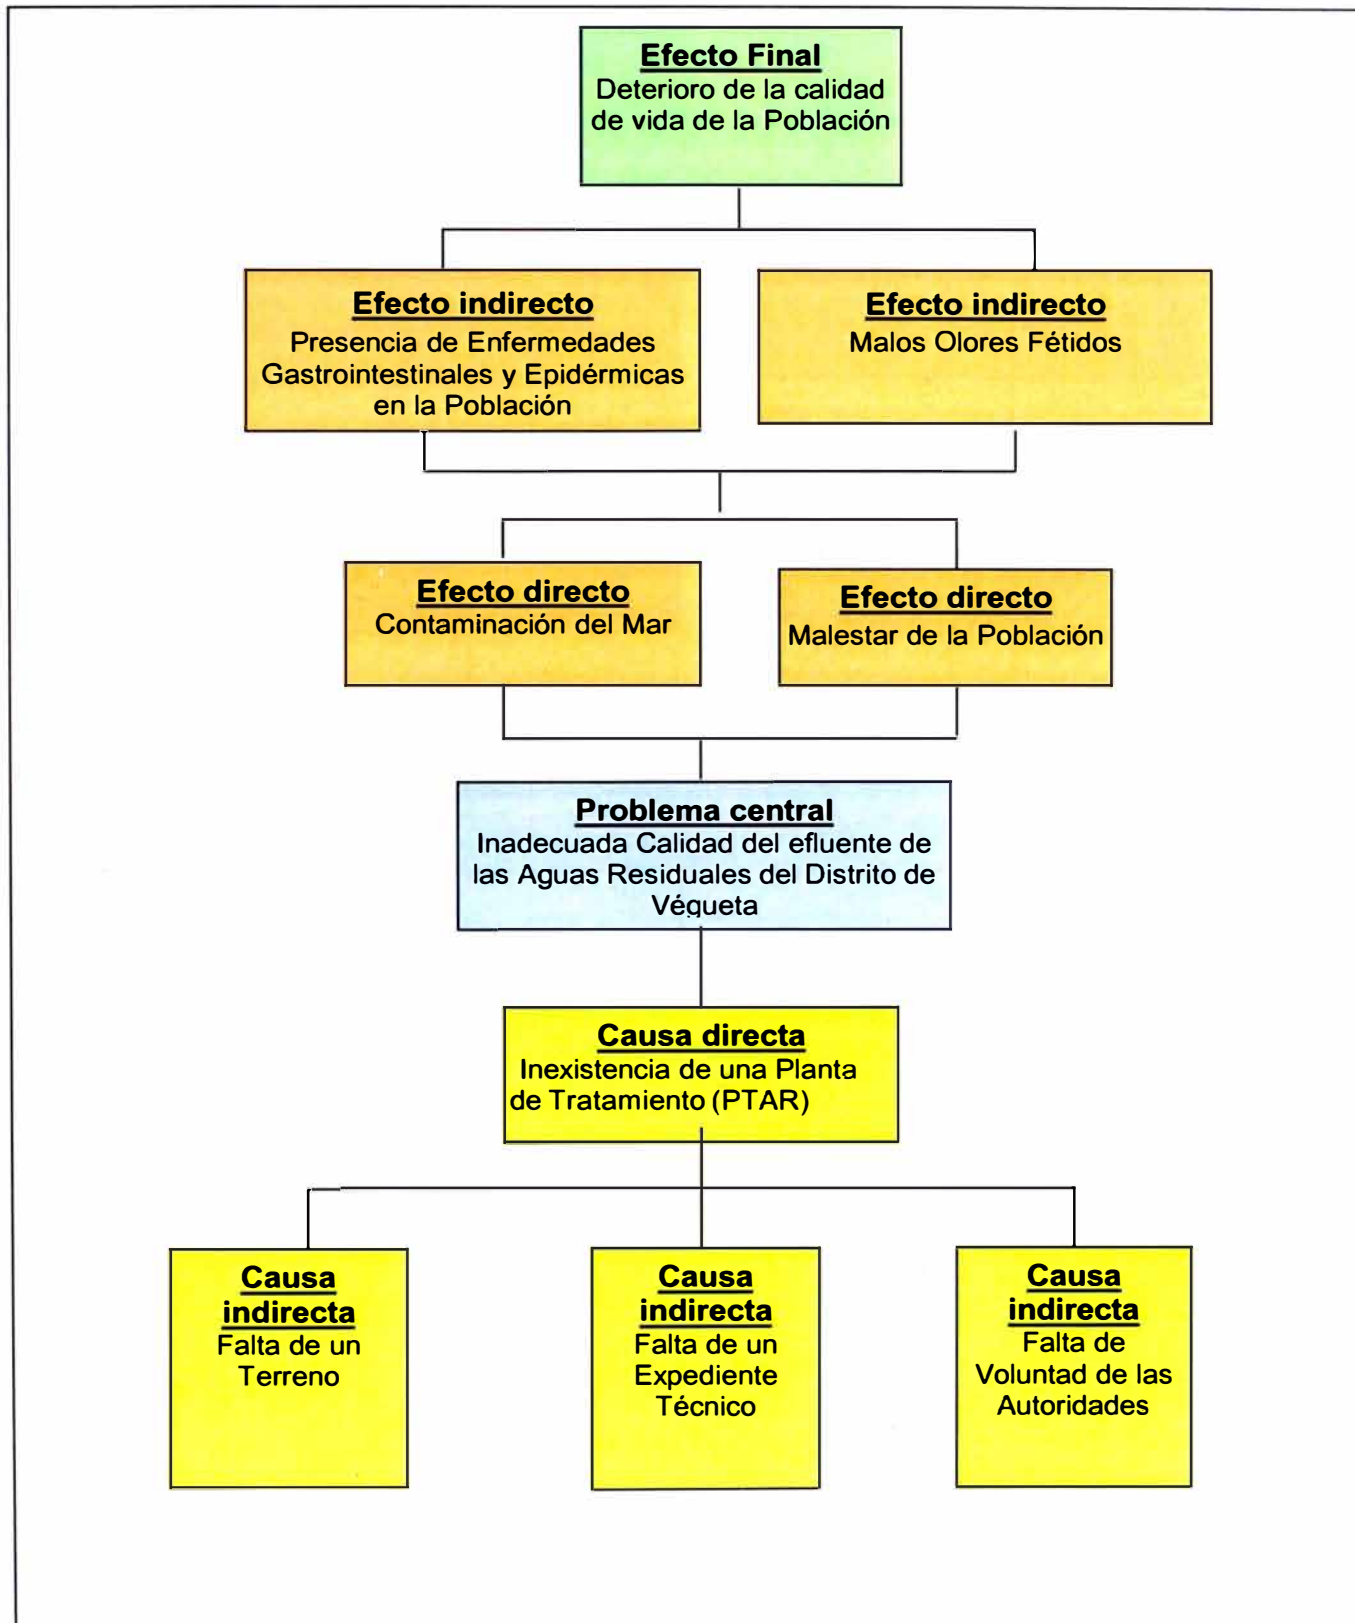 Efecto Final
Deterioro de la calidad
de vida de la Población
Efecto indirecto
Presencia de Enfermedades
Gastrointestinales y Epidérmicas
en la Población
Efecto indirecto
Malos Olores Fétidos
Efecto directo
Contaminación del Mar
Efecto directo
Malestar de la Población
Problema central
Inadecuada Calidad del efluente de
las Aguas Residuales del Distrito de
Végueta
Causa directa
Inexistencia de una Planta
de Tratamiento (PTAR)
Causa
indirecta
Falta de un
Terreno
Causa
indirecta
Falta de un
Expediente
Técnico
Causa
indirecta
Falta de
Voluntad de las
Autoridades